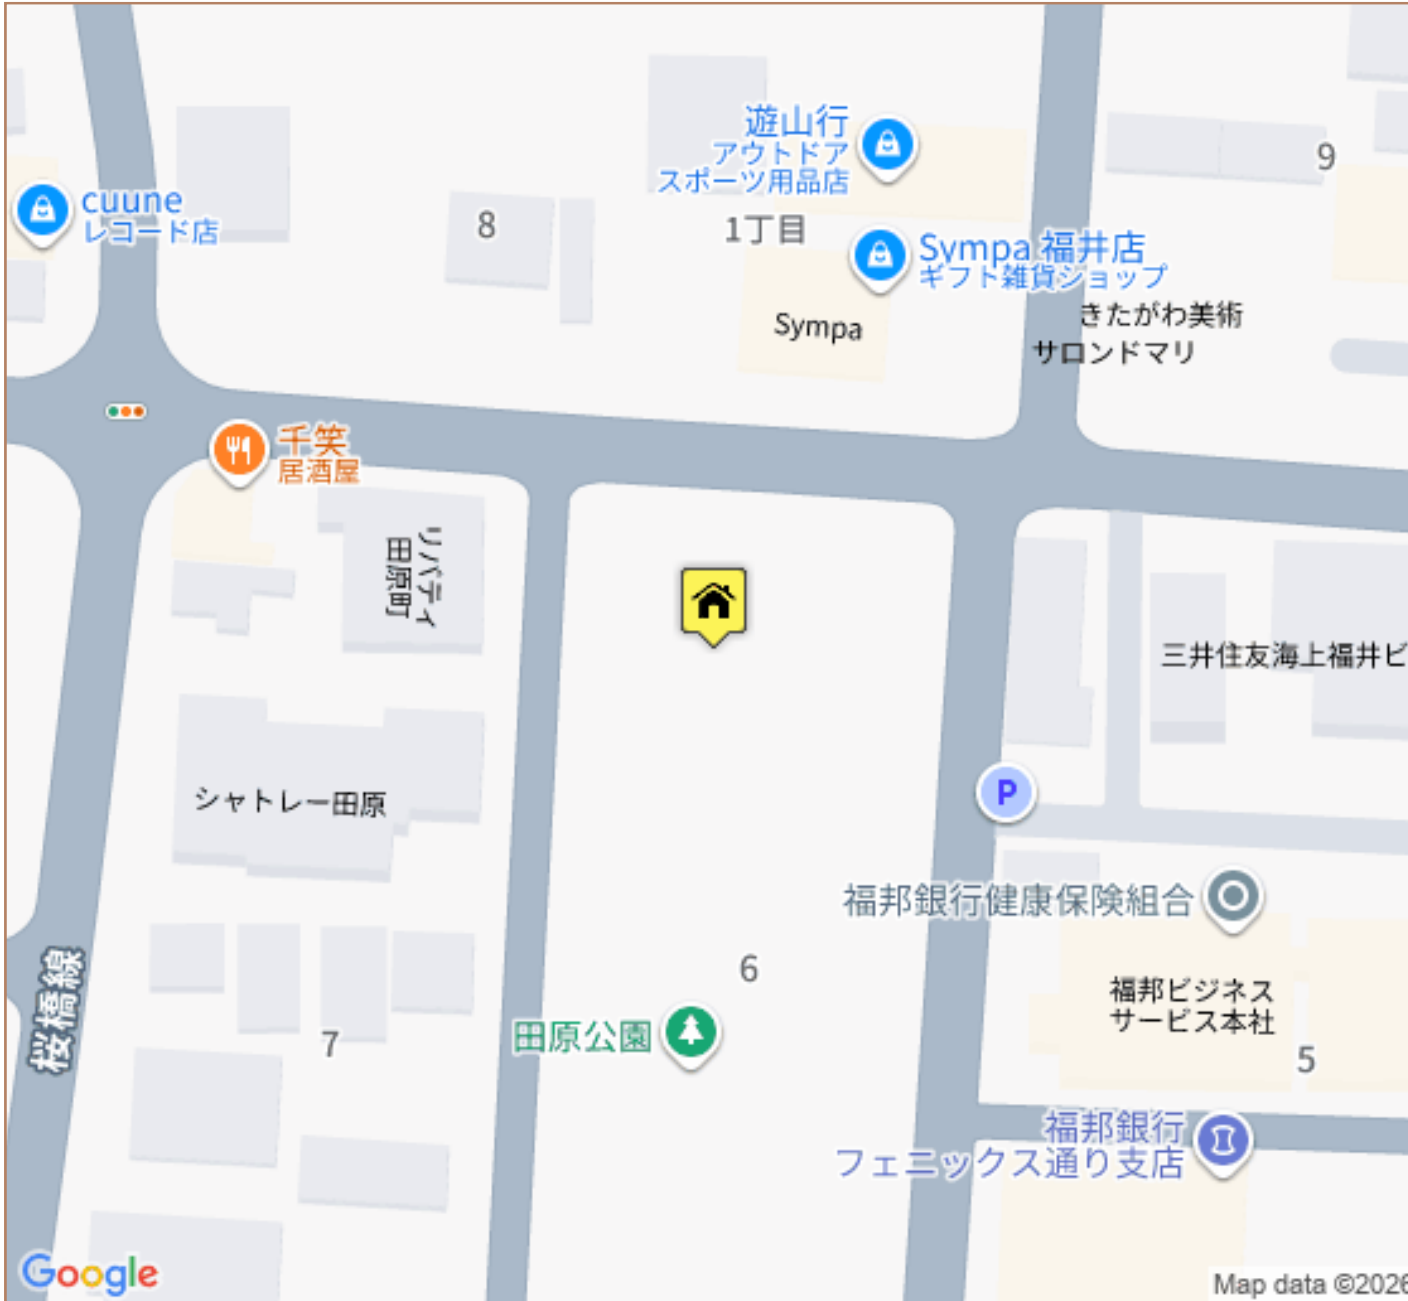 遊山行
アウトドア
スポーツ用品店
9
cuune
レコード店
8
1丁目
Sympa 福井店
ギフト雑貨ショップ
Sympa
きたがわ美術
サロンドマリ
千笑
居酒屋
リバティ
田原町
三井住友海上福井ビ
P
シャトレー田原
福邦銀行健康保険組合
桜橋線
6
福邦ビジネス
サービス本社
田原公園
7
5
福邦銀行
フェニックス通り支店
Google
Map data ©2026